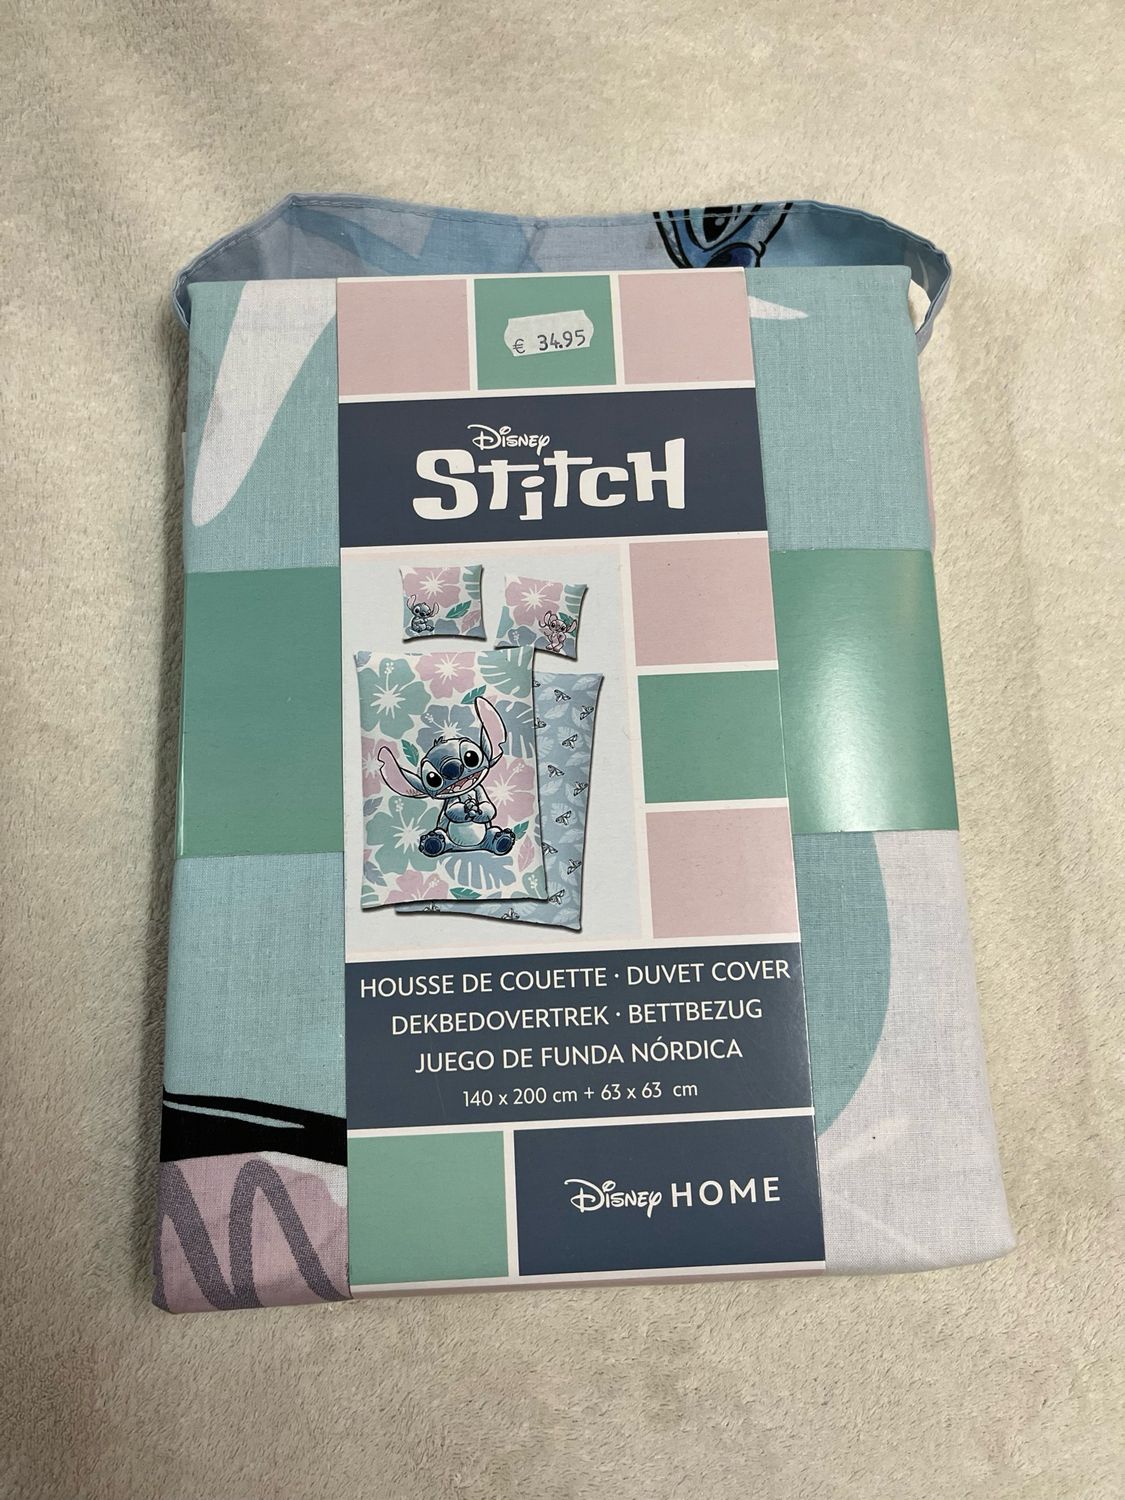 € 34.95
Disney
Stitch
HOUSSE DE COUETTE · DUVET COVER
DEKBEDOVERTREK · BETTBEZUG
JUEGO DE FUNDA NÓRDICA
140 x 200 cm + 63 x 63 cm
Disney HOME